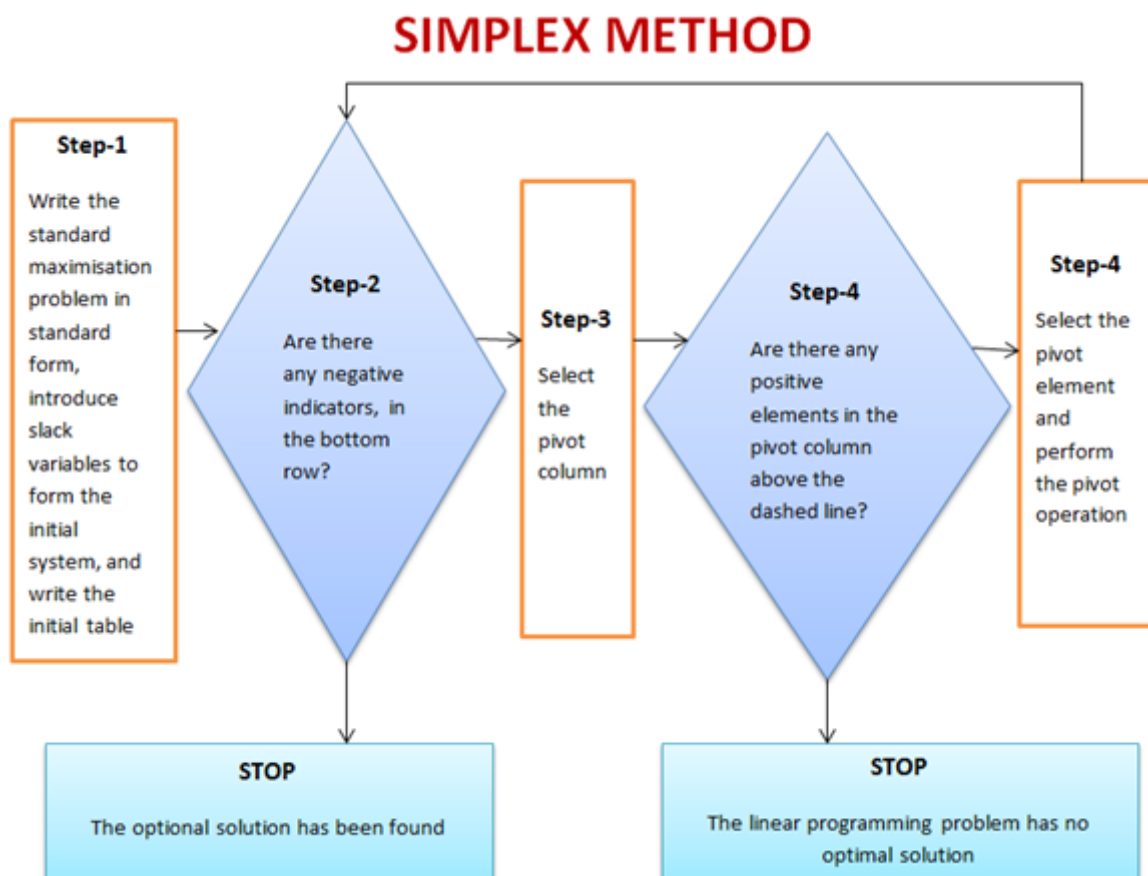 SIMPLEX METHOD
Step-1
Write the
standard
maximisation
problem in
standard
form,
introduce
slack
variables to
form the
initial
system, and
write the
initial table
Step-2
Are there
any negative
indicators, in
the bottom
row?
Step-3
Select
the
pivot
column
Step-4
Are there any
positive
elements in the
pivot column
above the
dashed line?
Step-4
Select the
pivot
element
and
perform
the pivot
operation
STOP
The optional solution has been found
STOP
The linear programming problem has no
optimal solution